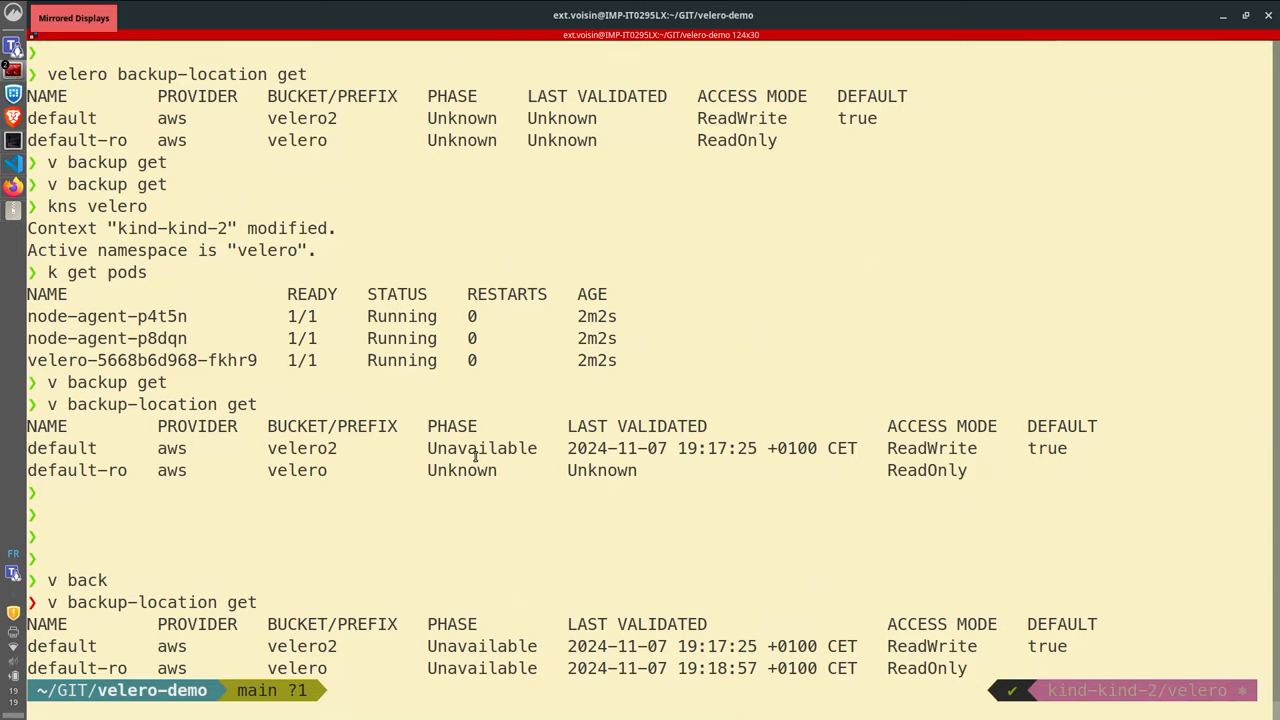 Mirrored Displays
ext.voisin@IMP-IT0295LX:~/GIT/velero-demo
ext.voisin@IMP-IT0295LX:~/GIT/velero-demo 124x30
❯
❯ velero backup-location get
NAME PROVIDER BUCKET/PREFIX PHASE LAST VALIDATED ACCESS MODE DEFAULT
default aws velero2 Unknown Unknown ReadWrite true
default-ro aws velero Unknown Unknown ReadOnly
❯ v backup get
❯ v backup get
❯ kns velero
Context "kind-kind-2" modified.
Active namespace is "velero".
❯ k get pods
NAME READY STATUS RESTARTS AGE
node-agent-p4t5n 1/1 Running 0 2m2s
node-agent-p8dqn 1/1 Running 0 2m2s
velero-5668b6d968-fkhr9 1/1 Running 0 2m2s
❯ v backup get
❯ v backup-location get
NAME PROVIDER BUCKET/PREFIX PHASE LAST VALIDATED ACCESS MODE DEFAULT
default aws velero2 Unavailable 2024-11-07 19:17:25 +0100 CET ReadWrite true
default-ro aws velero Unknown Unknown ReadOnly
❯
❯
❯
❯
❯ v back
❯ v backup-location get
NAME PROVIDER BUCKET/PREFIX PHASE LAST VALIDATED ACCESS MODE DEFAULT
default aws velero2 Unavailable 2024-11-07 19:17:25 +0100 CET ReadWrite true
default-ro aws velero Unavailable 2024-11-07 19:18:57 +0100 CET ReadOnly
~/GIT/velero-demo main ?1 ✔ kind-kind-2/velero ⎈
2
FR
19
19